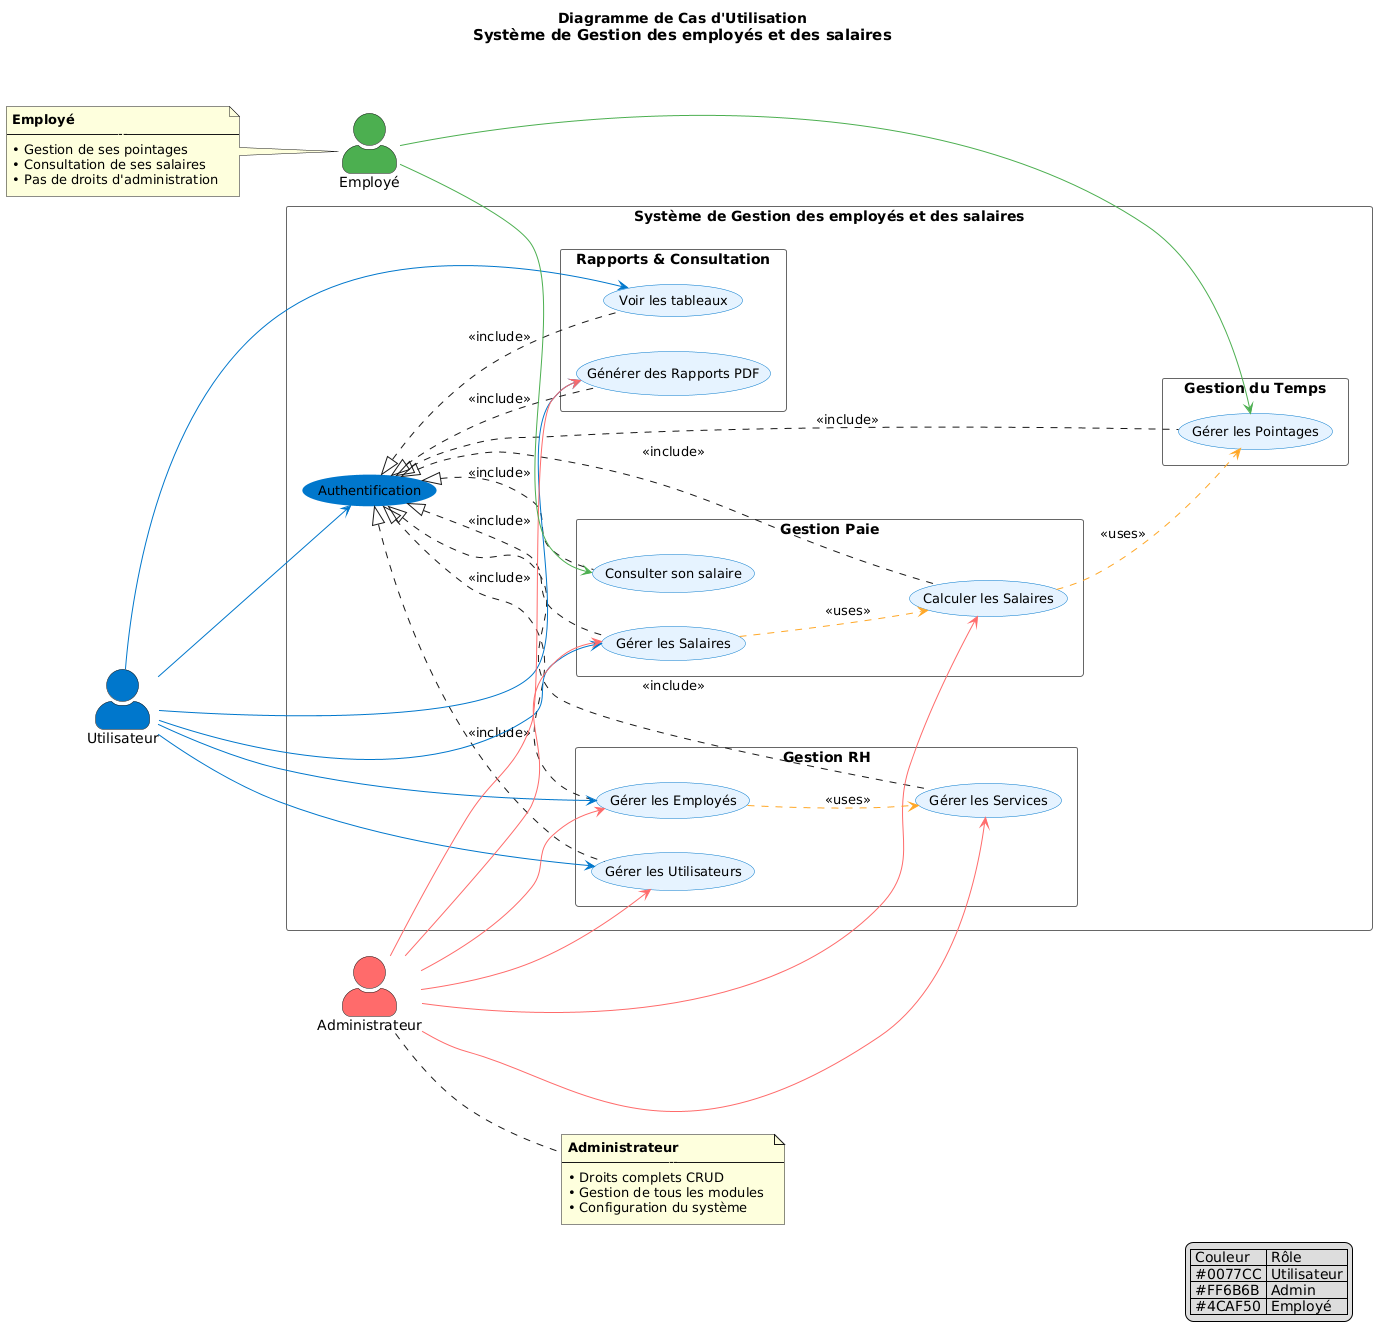 Diagramme de Cas d'Utilisation
Système de Gestion des employés et des salaires
Employé
• Gestion de ses pointages
• Consultation de ses salaires
• Pas de droits d'administration
Employé
Système de Gestion des employés et des salaires
Rapports & Consultation
Voir les tableaux
«include»
Générer des Rapports PDF
Gestion du Temps
«include»
«include»
Gérer les Pointages
«include»
«include»
Authentification
«include»
Gestion Paie
«uses»
Consulter son salaire
«include»
Calculer les Salaires
«uses»
Gérer les Salaires
«include»
Utilisateur
«include»
Gestion RH
Gérer les Employés
«uses»
Gérer les Services
Gérer les Utilisateurs
Administrateur
Administrateur
• Droits complets CRUD
• Gestion de tous les modules
• Configuration du système
Couleur Rôle
#0077CC Utilisateur
#FF6B6B Admin
#4CAF50 Employé